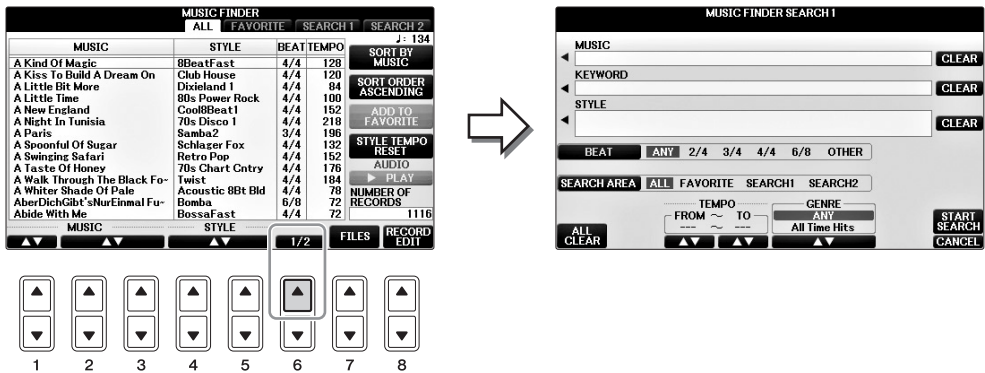 MUSIC FINDER
ALL FAVORITE SEARCH 1 SEARCH 2
♩: 134
MUSIC STYLE BEAT TEMPO
A Kind Of Magic 8BeatFast 4/4 128
A Kiss To Build A Dream On Club House 4/4 120
A Little Bit More Dixieland 1 4/4 84
A Little Time 80s Power Rock 4/4 100
A New England Cool8Beat1 4/4 152
A Night In Tunisia 70s Disco 1 4/4 218
A Paris Samba2 3/4 196
A Spoonful Of Sugar Schlager Fox 4/4 132
A Swinging Safari Retro Pop 4/4 152
A Taste Of Honey 70s Chart Cntry 4/4 176
A Walk Through The Black Fo~ Twist 4/4 184
A Whiter Shade Of Pale Acoustic 8Bt Bld 4/4 78
AberDichGibt'sNurEinmal Fu~ Bomba 6/8 72
Abide With Me BossaFast 4/4 72
SORT BY
MUSIC
SORT ORDER
ASCENDING
ADD TO
FAVORITE
STYLE TEMPO
RESET
AUDIO
▶ PLAY
NUMBER OF
RECORDS
1116
MUSIC STYLE
▲▼ ▲▼ ▲▼ 1/2 FILES RECORD
EDIT
1 2 3 4 5 6 7 8
MUSIC FINDER SEARCH 1
MUSIC
CLEAR
KEYWORD
CLEAR
STYLE
CLEAR
BEAT ANY 2/4 3/4 4/4 6/8 OTHER
SEARCH AREA ALL FAVORITE SEARCH1 SEARCH2
TEMPO GENRE
FROM ~ TO ANY
--- ~ --- All Time Hits
ALL
CLEAR
▲▼ ▲▼ ▲▼
START
SEARCH
CANCEL